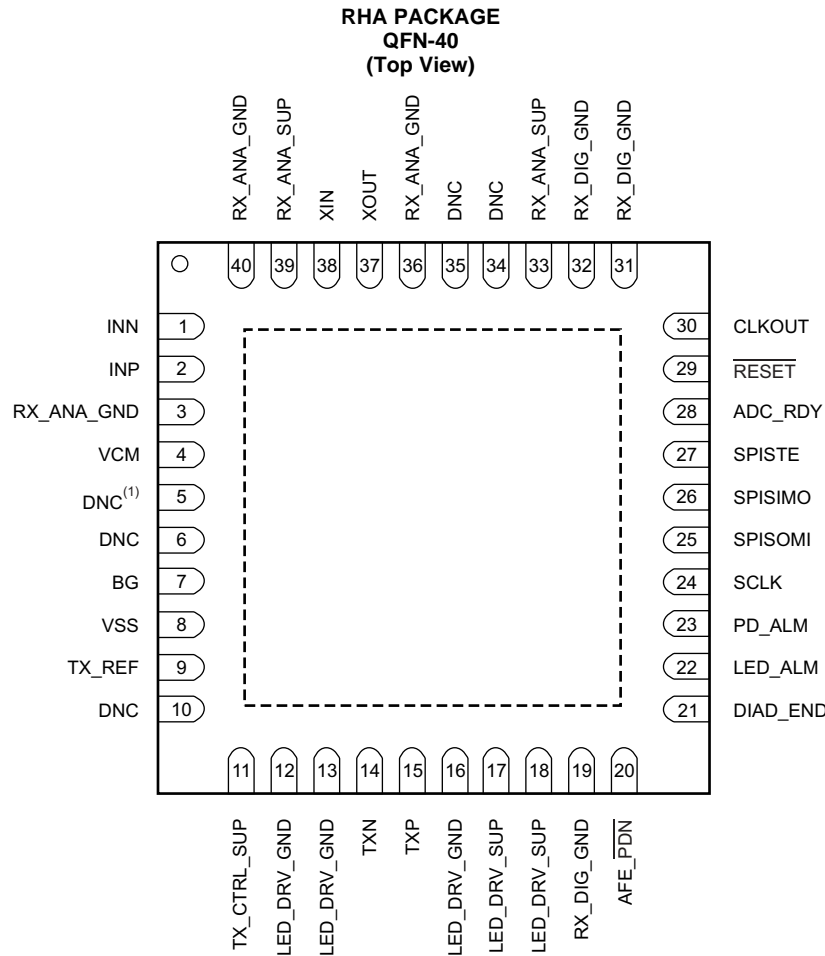 RHA PACKAGE
QFN-40
(Top View)
RX_ANA_GND
RX_ANA_SUP
XIN
XOUT
RX_ANA_GND
DNC
DNC
RX_ANA_SUP
RX_DIG_GND
RX_DIG_GND
40 39 38 37 36 35 34 33 32 31
INN 1 30 CLKOUT
INP 2 29 RESET
RX_ANA_GND 3 28 ADC_RDY
VCM 4 27 SPISTE
DNC(1) 5 26 SPISIMO
DNC 6 25 SPISOMI
BG 7 24 SCLK
VSS 8 23 PD_ALM
TX_REF 9 22 LED_ALM
DNC 10 21 DIAD_END
11 12 13 14 15 16 17 18 19 20
TX_CTRL_SUP
LED_DRV_GND
LED_DRV_GND
TXN
TXP
LED_DRV_GND
LED_DRV_SUP
LED_DRV_SUP
RX_DIG_GND
AFE_PDN